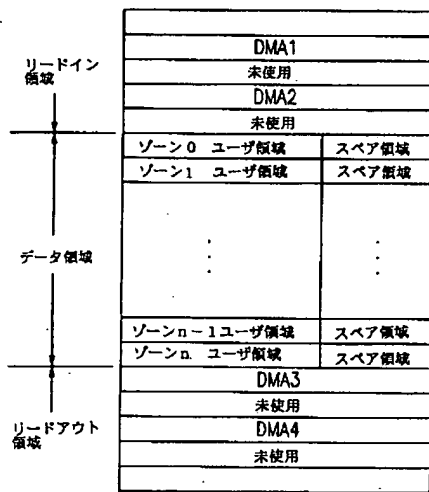 リードイン
領域
DMA1
未使用
DMA2
未使用
ゾーン0 ユーザ領域 スペア領域
ゾーン1 ユーザ領域 スペア領域
データ領域
ゾーンn-1ユーザ領域 スペア領域
ゾーンn. ユーザ領域 スペア領域
DMA3
未使用
DMA4
未使用
リードアウト
領域